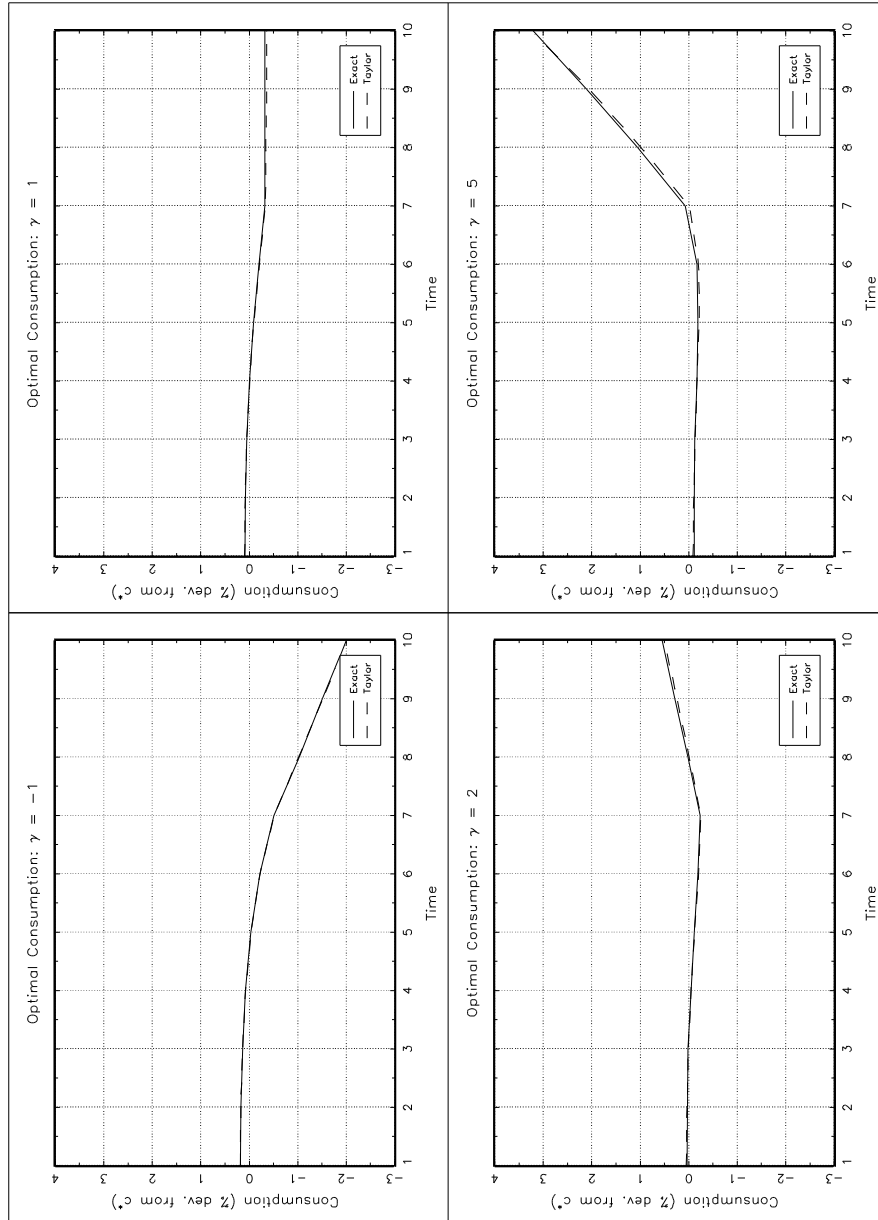 Optimal Consumption: γ = −1
Consumption (% dev. from c*)
4
3
2
1
0
−1
−2
−3
Exact
Taylor
1 2 3 4 5 6 7 8 9 10
Time
Optimal Consumption: γ = 1
Consumption (% dev. from c*)
4
3
2
1
0
−1
−2
−3
Exact
Taylor
1 2 3 4 5 6 7 8 9 10
Time
Optimal Consumption: γ = 2
Consumption (% dev. from c*)
4
3
2
1
0
−1
−2
−3
Exact
Taylor
1 2 3 4 5 6 7 8 9 10
Time
Optimal Consumption: γ = 5
Consumption (% dev. from c*)
4
3
2
1
0
−1
−2
−3
Exact
Taylor
1 2 3 4 5 6 7 8 9 10
Time